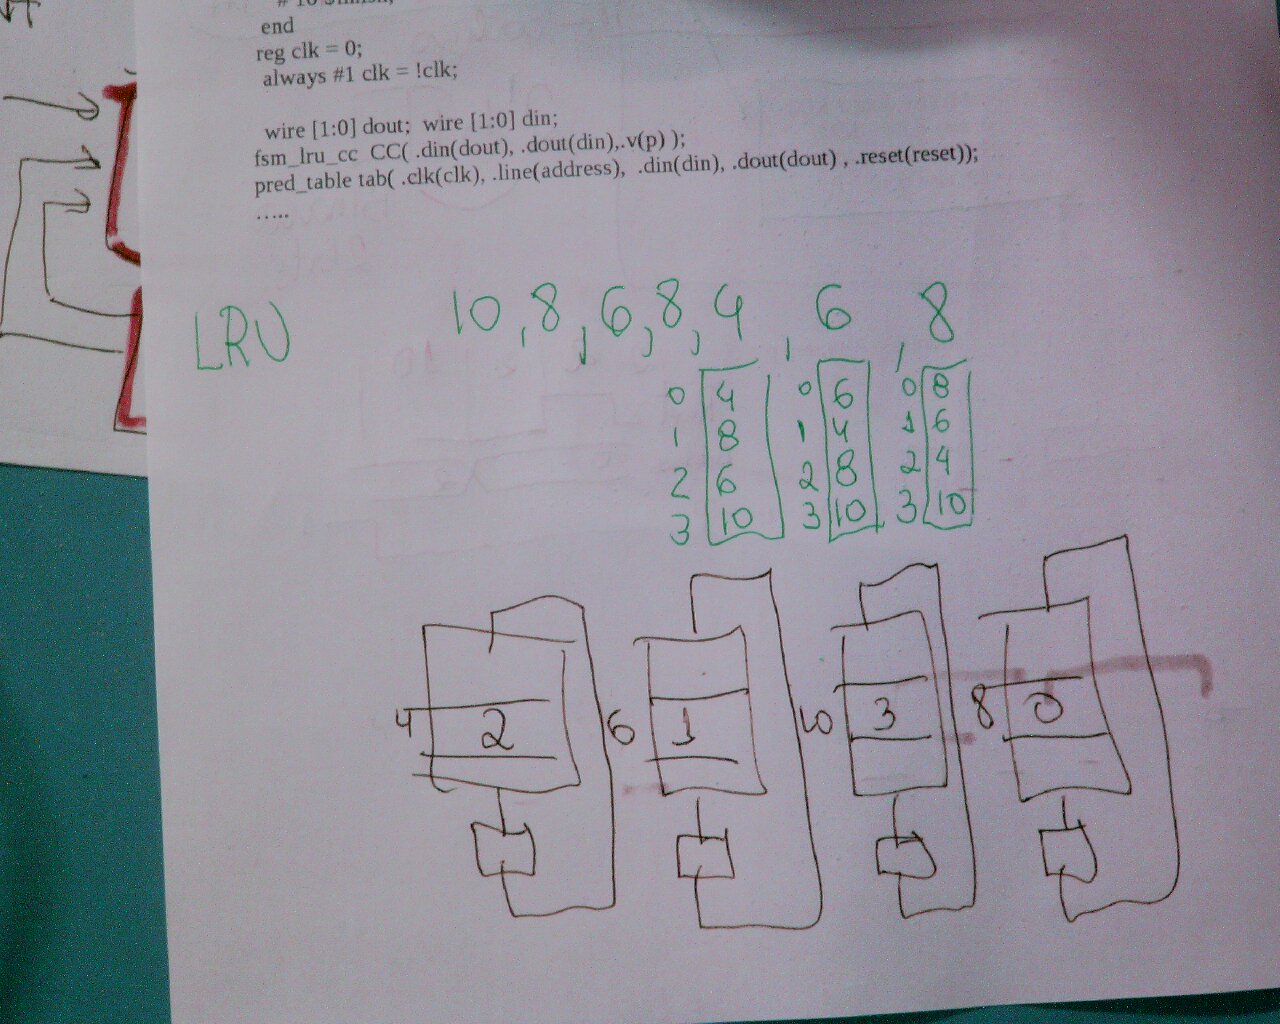 end
reg clk = 0;
always #1 clk = !clk;
wire [1:0] dout;  wire [1:0] din;
fsm_lru_cc  CC( .din(dout), .dout(din),.v(p) );
pred_table tab( .clk(clk), .line(address),  .din(din), .dout(dout) , .reset(reset));
.....
LRU 10, 8, 6, 8, 4, 6, 8
0 4 0 6 0 8
1 8 1 4 1 6
2 6 2 8 2 4
3 10 3 10 3 10
4 2 6 1 10 3 8 0